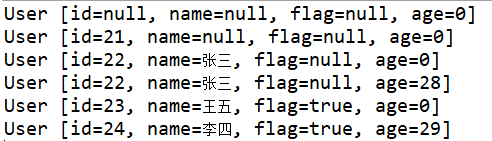 User [id=null, name=null, flag=null, age=0]
User [id=21, name=null, flag=null, age=0]
User [id=22, name=张三, flag=null, age=0]
User [id=22, name=张三, flag=null, age=28]
User [id=23, name=王五, flag=true, age=0]
User [id=24, name=李四, flag=true, age=29]